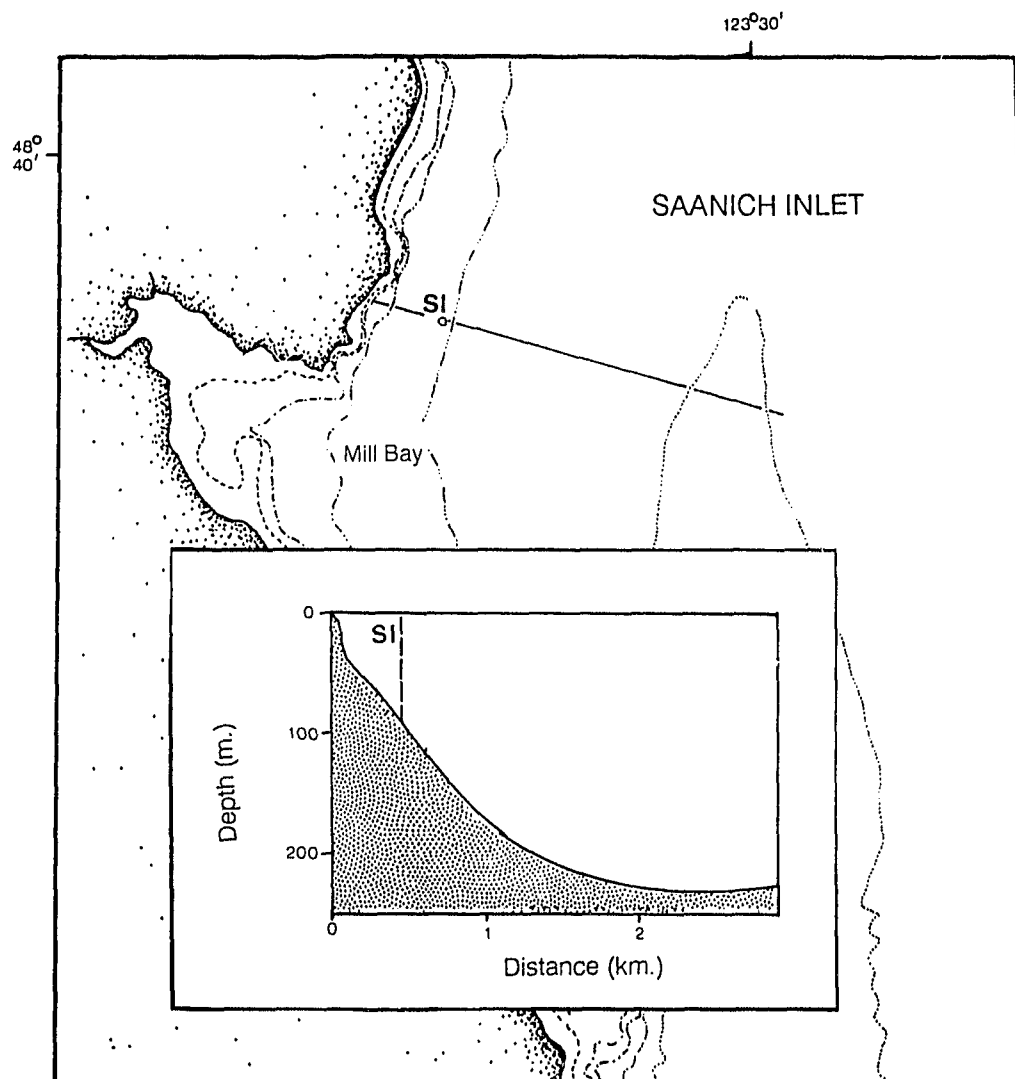 123°30'
48°
40'
SAANICH INLET
SI
Mill Bay
0
SI
100
200
Depth (m.)
0
1
2
Distance (km.)